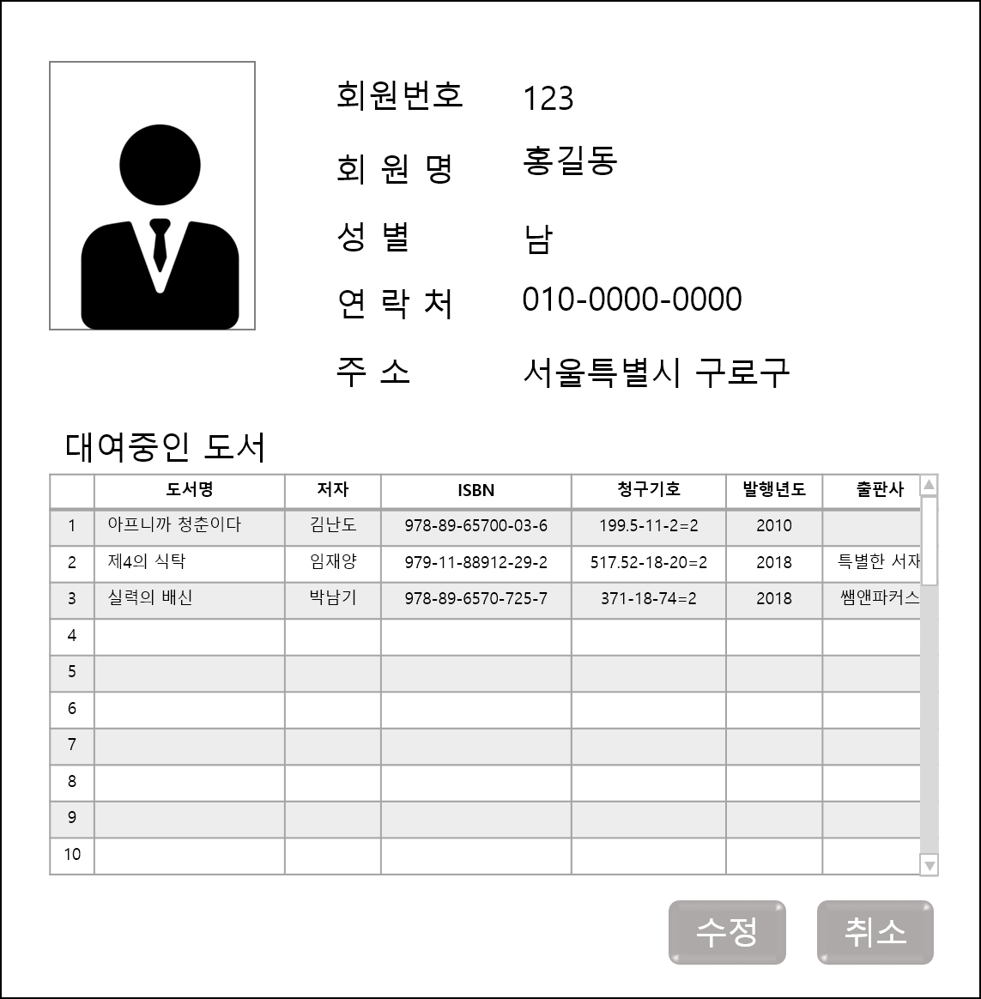 회원번호 123
회 원 명 홍길동
성 별 남
연 락 처 010-0000-0000
주 소 서울특별시 구로구
대여중인 도서
도서명 저자 ISBN 청구기호 발행년도 출판사
1 아프니까 청춘이다 김난도 978-89-65700-03-6 199.5-11-2=2 2010
2 제4의 식탁 임재양 979-11-88912-29-2 517.52-18-20=2 2018 특별한 서재
3 실력의 배신 박남기 978-89-6570-725-7 371-18-74=2 2018 쌤앤파커스
4
5
6
7
8
9
10
수정 취소